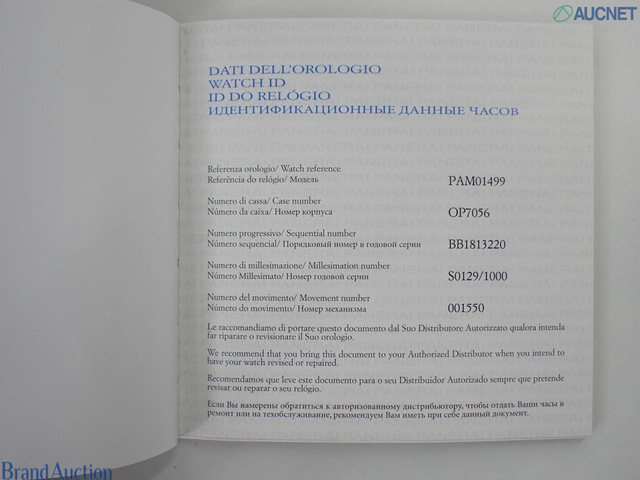 AUCNET
DATI DELL'OROLOGIO
WATCH ID
ID DO RELÓGIO
ИДЕНТИФИКАЦИОННЫЕ ДАННЫЕ ЧАСОВ
Referenza orologio/ Watch reference
Referência do relógio/ Модель PAM01499
Numero di cassa/ Case number
Número da caixa/ Номер корпуса OP7056
Numero progressivo/ Sequential number
Número sequencial/ Порядковый номер в годовой серии BB1813220
Numero di millesimazione/ Millesimation number
Número Millesimato/ Номер годовой серии S0129/1000
Numero del movimento/ Movement number
Número do movimento/ Номер механизма 001550
Le raccomandiamo di portare questo documento dal Suo Distributore Autorizzato qualora intenda
far riparare o revisionare il Suo orologio.
We recommend that you bring this document to your Authorized Distributor when you intend to
have your watch revised or repaired.
Recomendamos que leve este documento para o seu Distribuidor Autorizado sempre que pretende
revisar ou reparar o seu relógio.
Если Вы намерены обратиться к авторизованному дистрибьютору, чтобы отдать Ваши часы в
ремонт или на техобслуживание, рекомендуем Вам иметь при себе данный документ.
BrandAuction